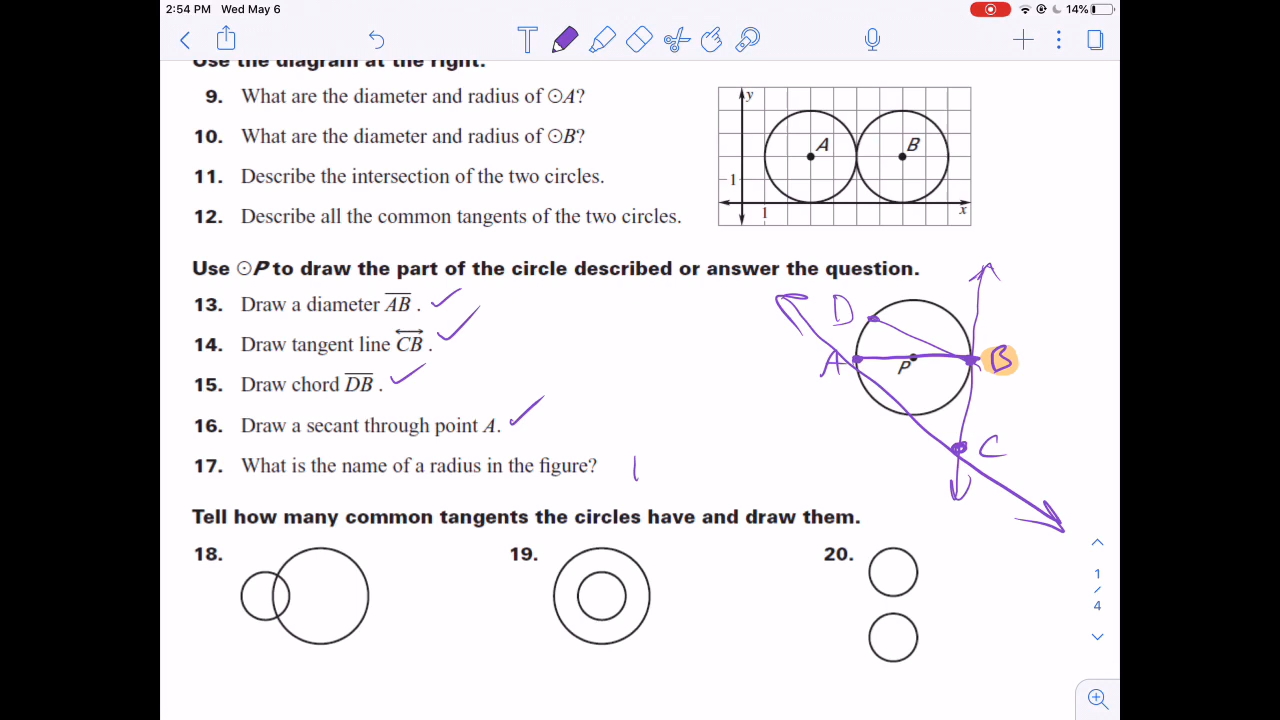 2:54 PM Wed May 6
14%
T
Use the diagram at the right.
9. What are the diameter and radius of ⊙A?
10. What are the diameter and radius of ⊙B?
11. Describe the intersection of the two circles.
12. Describe all the common tangents of the two circles.
y
A
B
1
1
x
Use ⊙P to draw the part of the circle described or answer the question.
13. Draw a diameter A̅B̅ .
14. Draw tangent line C⃡B⃡ .
15. Draw chord D̅B̅ .
16. Draw a secant through point A.
17. What is the name of a radius in the figure?
D
A
P
B
C
Tell how many common tangents the circles have and draw them.
18.
19.
20.
1
/
4